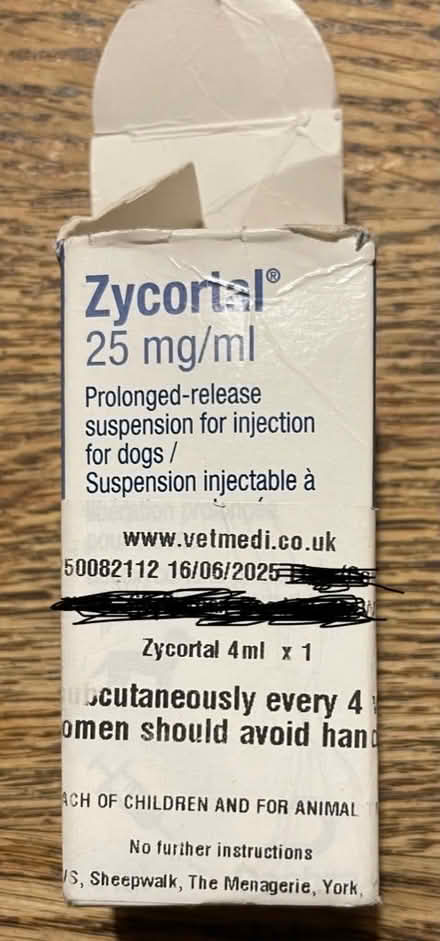 Zycortal®
25 mg/ml
Prolonged-release
suspension for injection
for dogs /
Suspension injectable à
www.vetmedi.co.uk
50082112 16/06/2025
Zycortal 4ml x 1
ubcutaneously every 4
omen should avoid han
ACH OF CHILDREN AND FOR ANIMAL
No further instructions
/S, Sheepwalk, The Menagerie, York,